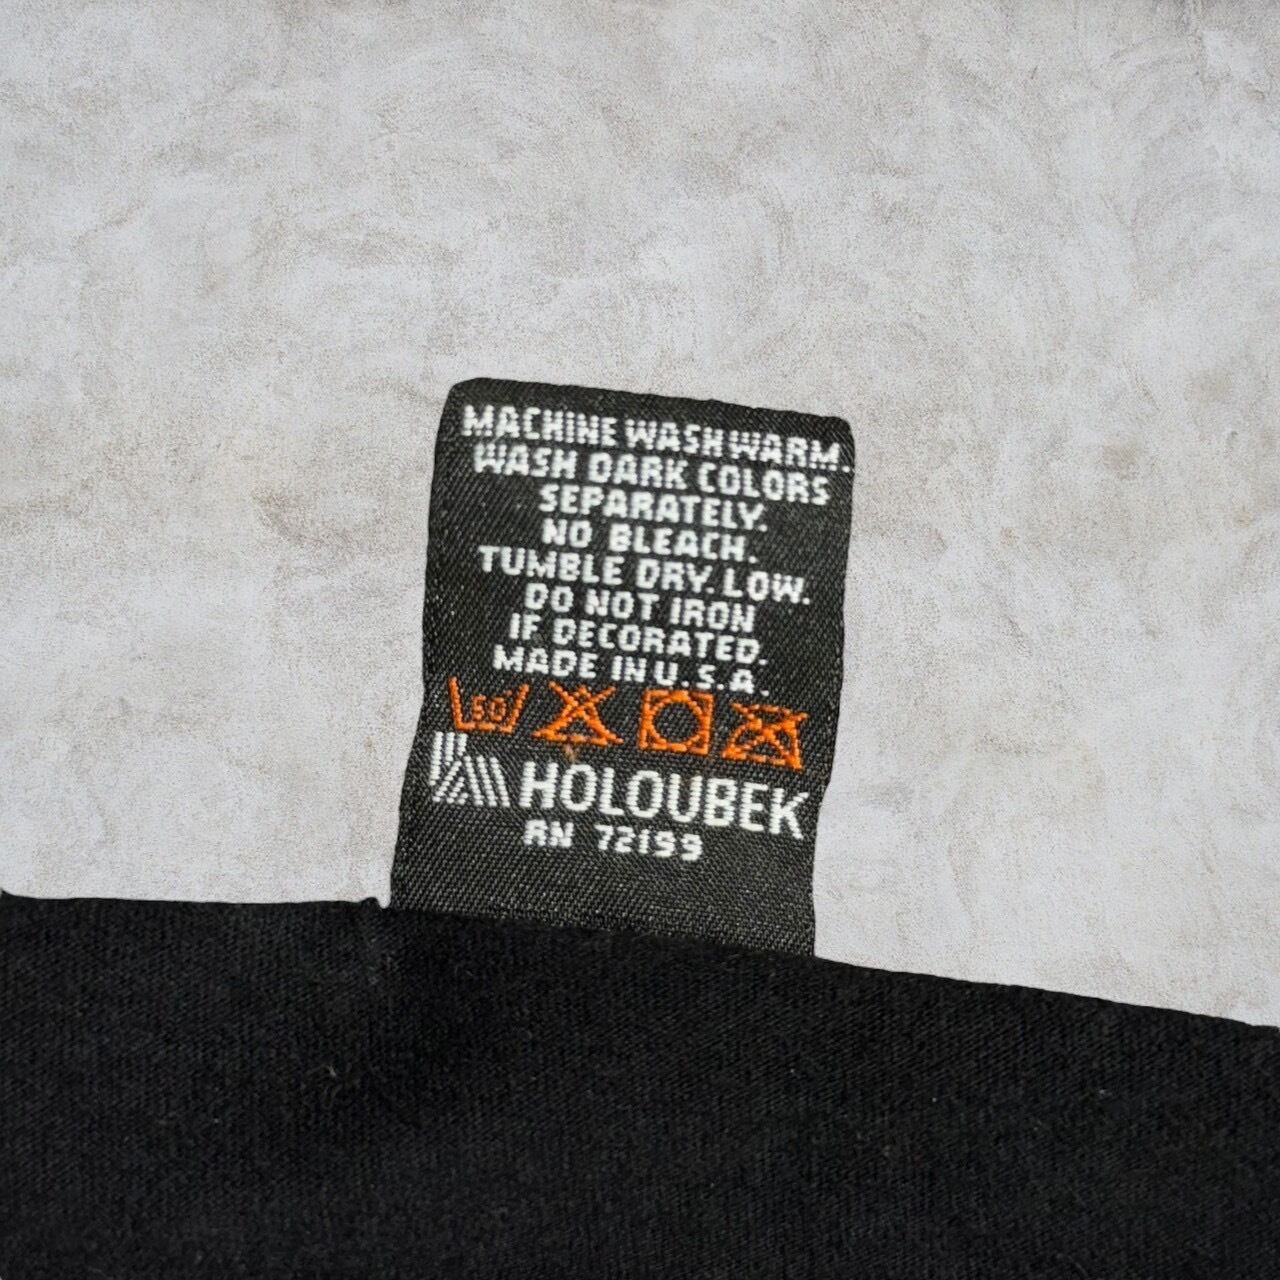 MACHINE WASH WARM.
WASH DARK COLORS
SEPARATELY.
NO BLEACH.
TUMBLE DRY. LOW.
DO NOT IRON
IF DECORATED.
MADE IN U.S.A.
50
HOLOUBEK
RN 72199